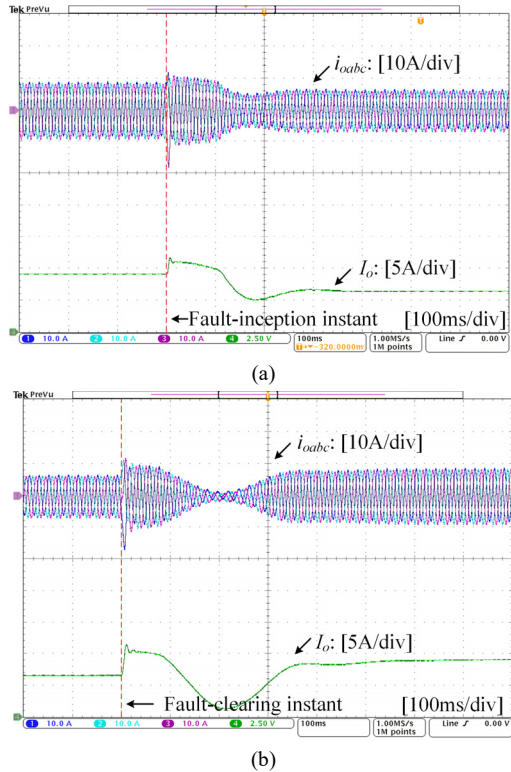 Tek PreVu
i_oabc: [10A/div]
I_o: [5A/div]
Fault-inception instant [100ms/div]
1 10.0 A 2 10.0 A 3 10.0 A 4 2.50 V 100ms 1.00MS/s Line 0.00 V
-320.0000m 1M points
(a)
Tek PreVu
i_oabc: [10A/div]
I_o: [5A/div]
Fault-clearing instant [100ms/div]
1 10.0 A 2 10.0 A 3 10.0 A 4 2.50 V 100ms 1.00MS/s Line 0.00 V
1M points
(b)